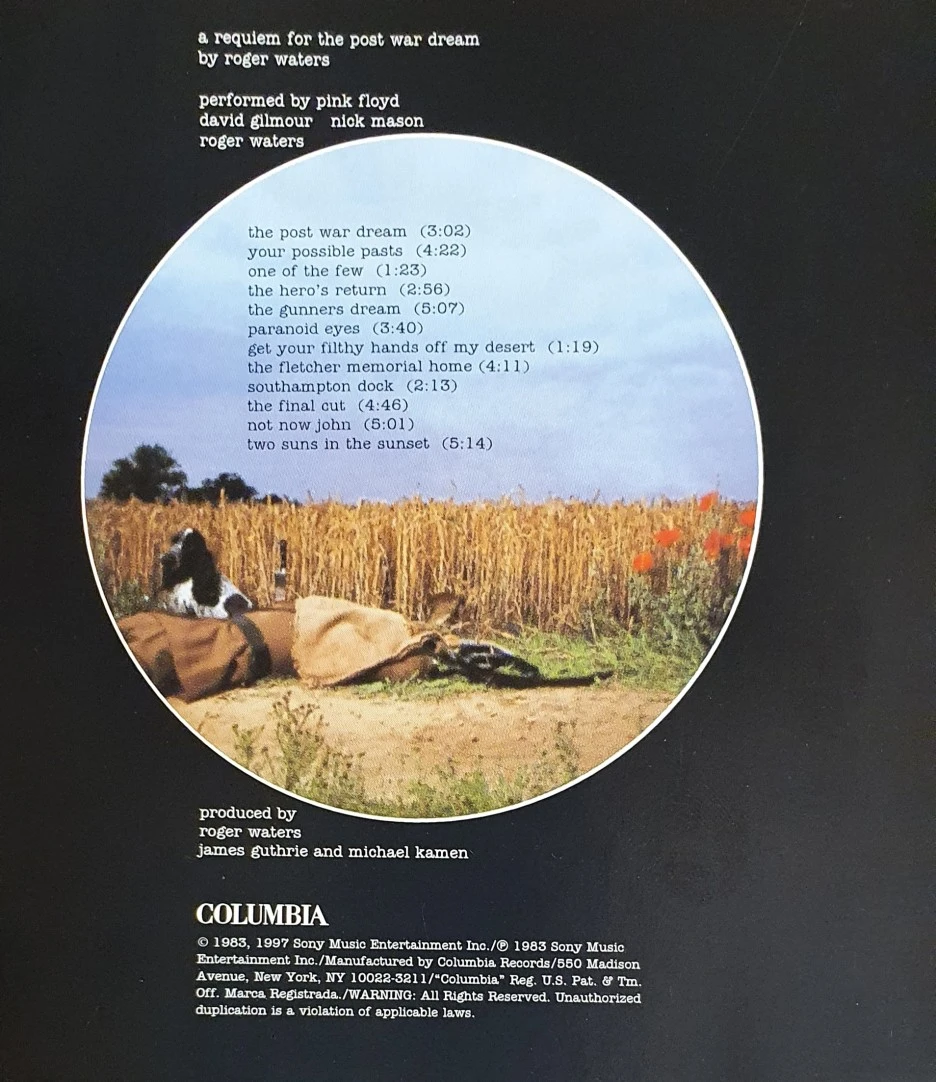 a requiem for the post war dream
by roger waters
performed by pink floyd
david gilmour nick mason
roger waters
the post war dream (3:02)
your possible pasts (4:22)
one of the few (1:23)
the hero's return (2:56)
the gunners dream (5:07)
paranoid eyes (3:40)
get your filthy hands off my desert (1:19)
the fletcher memorial home (4:11)
southampton dock (2:13)
the final cut (4:46)
not now john (5:01)
two suns in the sunset (5:14)
produced by
roger waters
james guthrie and michael kamen
COLUMBIA
© 1983, 1997 Sony Music Entertainment Inc./℗ 1983 Sony Music
Entertainment Inc./Manufactured by Columbia Records/550 Madison
Avenue, New York, NY 10022-3211/"Columbia" Reg. U.S. Pat. & Tm.
Off. Marca Registrada./WARNING: All Rights Reserved. Unauthorized
duplication is a violation of applicable laws.